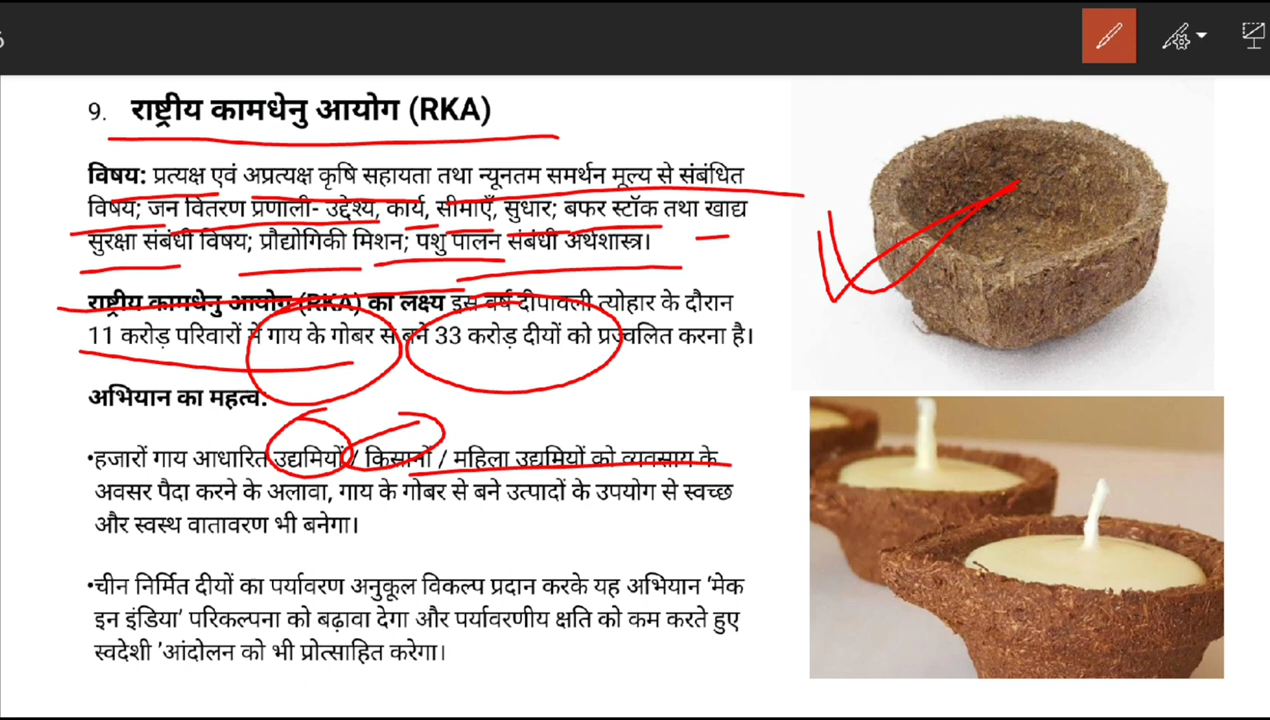 9. राष्ट्रीय कामधेनु आयोग (RKA)
विषय: प्रत्यक्ष एवं अप्रत्यक्ष कृषि सहायता तथा न्यूनतम समर्थन मूल्य से संबंधित
विषय; जन वितरण प्रणाली- उद्देश्य, कार्य, सीमाएँ, सुधार; बफर स्टॉक तथा खाद्य
सुरक्षा संबंधी विषय; प्रौद्योगिकी मिशन; पशु पालन संबंधी अर्थशास्त्र।
राष्ट्रीय कामधेनु आयोग (RKA) का लक्ष्य इस वर्ष दीपावली त्योहार के दौरान
11 करोड़ परिवारों में गाय के गोबर से बने 33 करोड़ दीयों को प्रज्वलित करना है।
अभियान का महत्व:
•हजारों गाय आधारित उद्यमियों / किसानों / महिला उद्यमियों को व्यवसाय के
अवसर पैदा करने के अलावा, गाय के गोबर से बने उत्पादों के उपयोग से स्वच्छ
और स्वस्थ वातावरण भी बनेगा।
•चीन निर्मित दीयों का पर्यावरण अनुकूल विकल्प प्रदान करके यह अभियान ‘मेक
इन इंडिया’ परिकल्पना को बढ़ावा देगा और पर्यावरणीय क्षति को कम करते हुए
स्वदेशी ’आंदोलन को भी प्रोत्साहित करेगा।